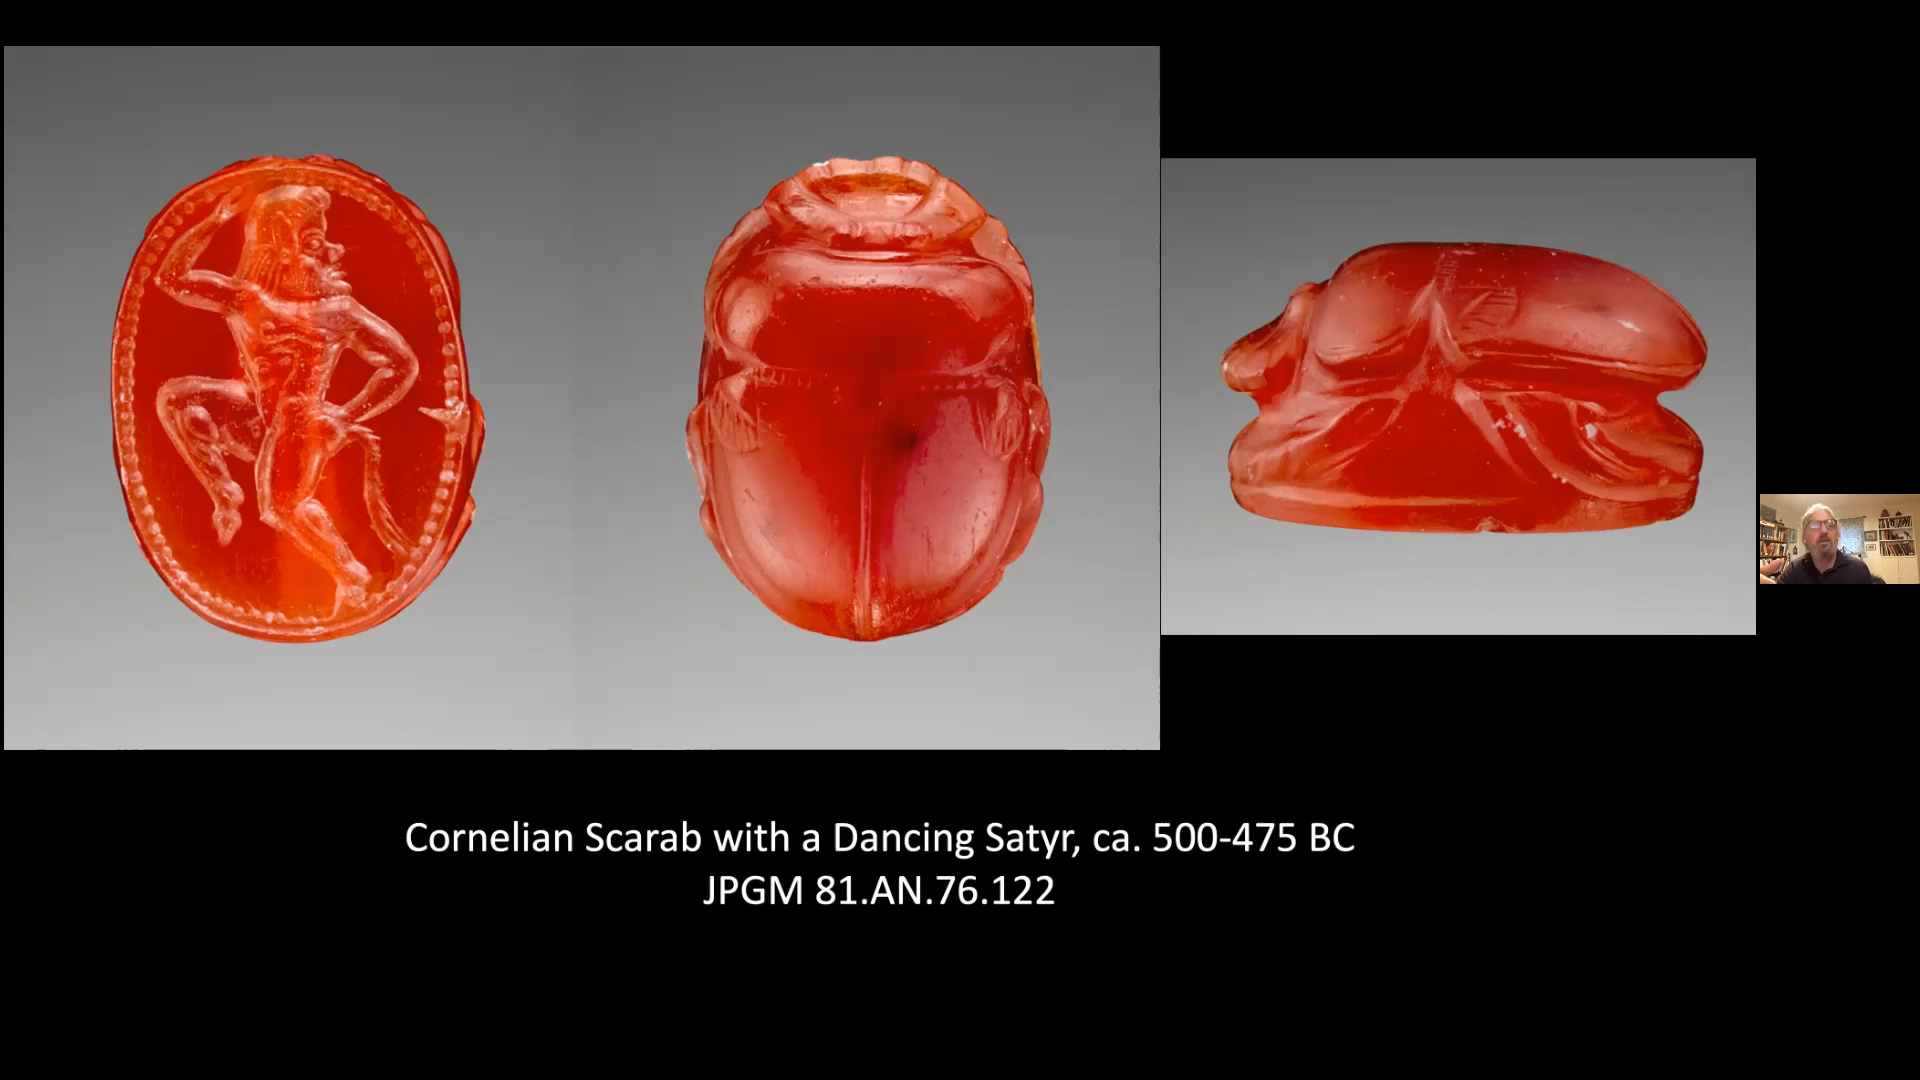 Cornelian Scarab with a Dancing Satyr, ca. 500-475 BC
JPGM 81.AN.76.122